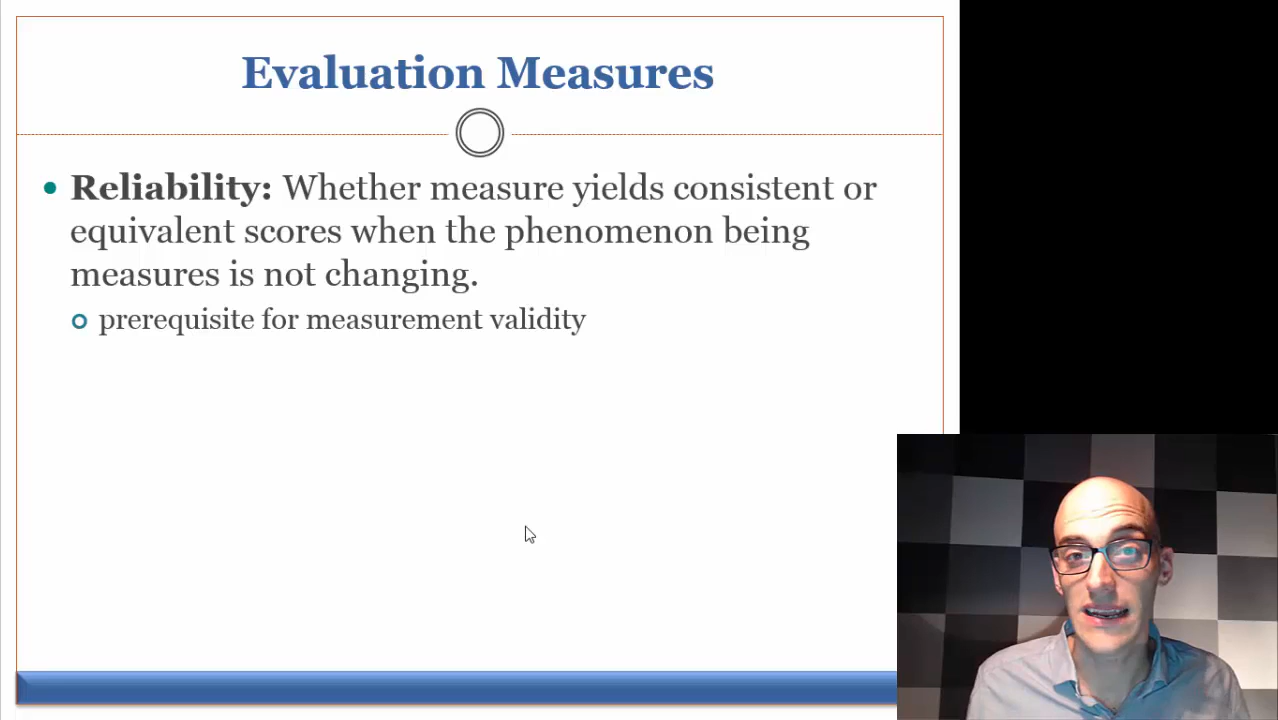 Evaluation Measures
Reliability: Whether measure yields consistent or
equivalent scores when the phenomenon being
measures is not changing.
prerequisite for measurement validity